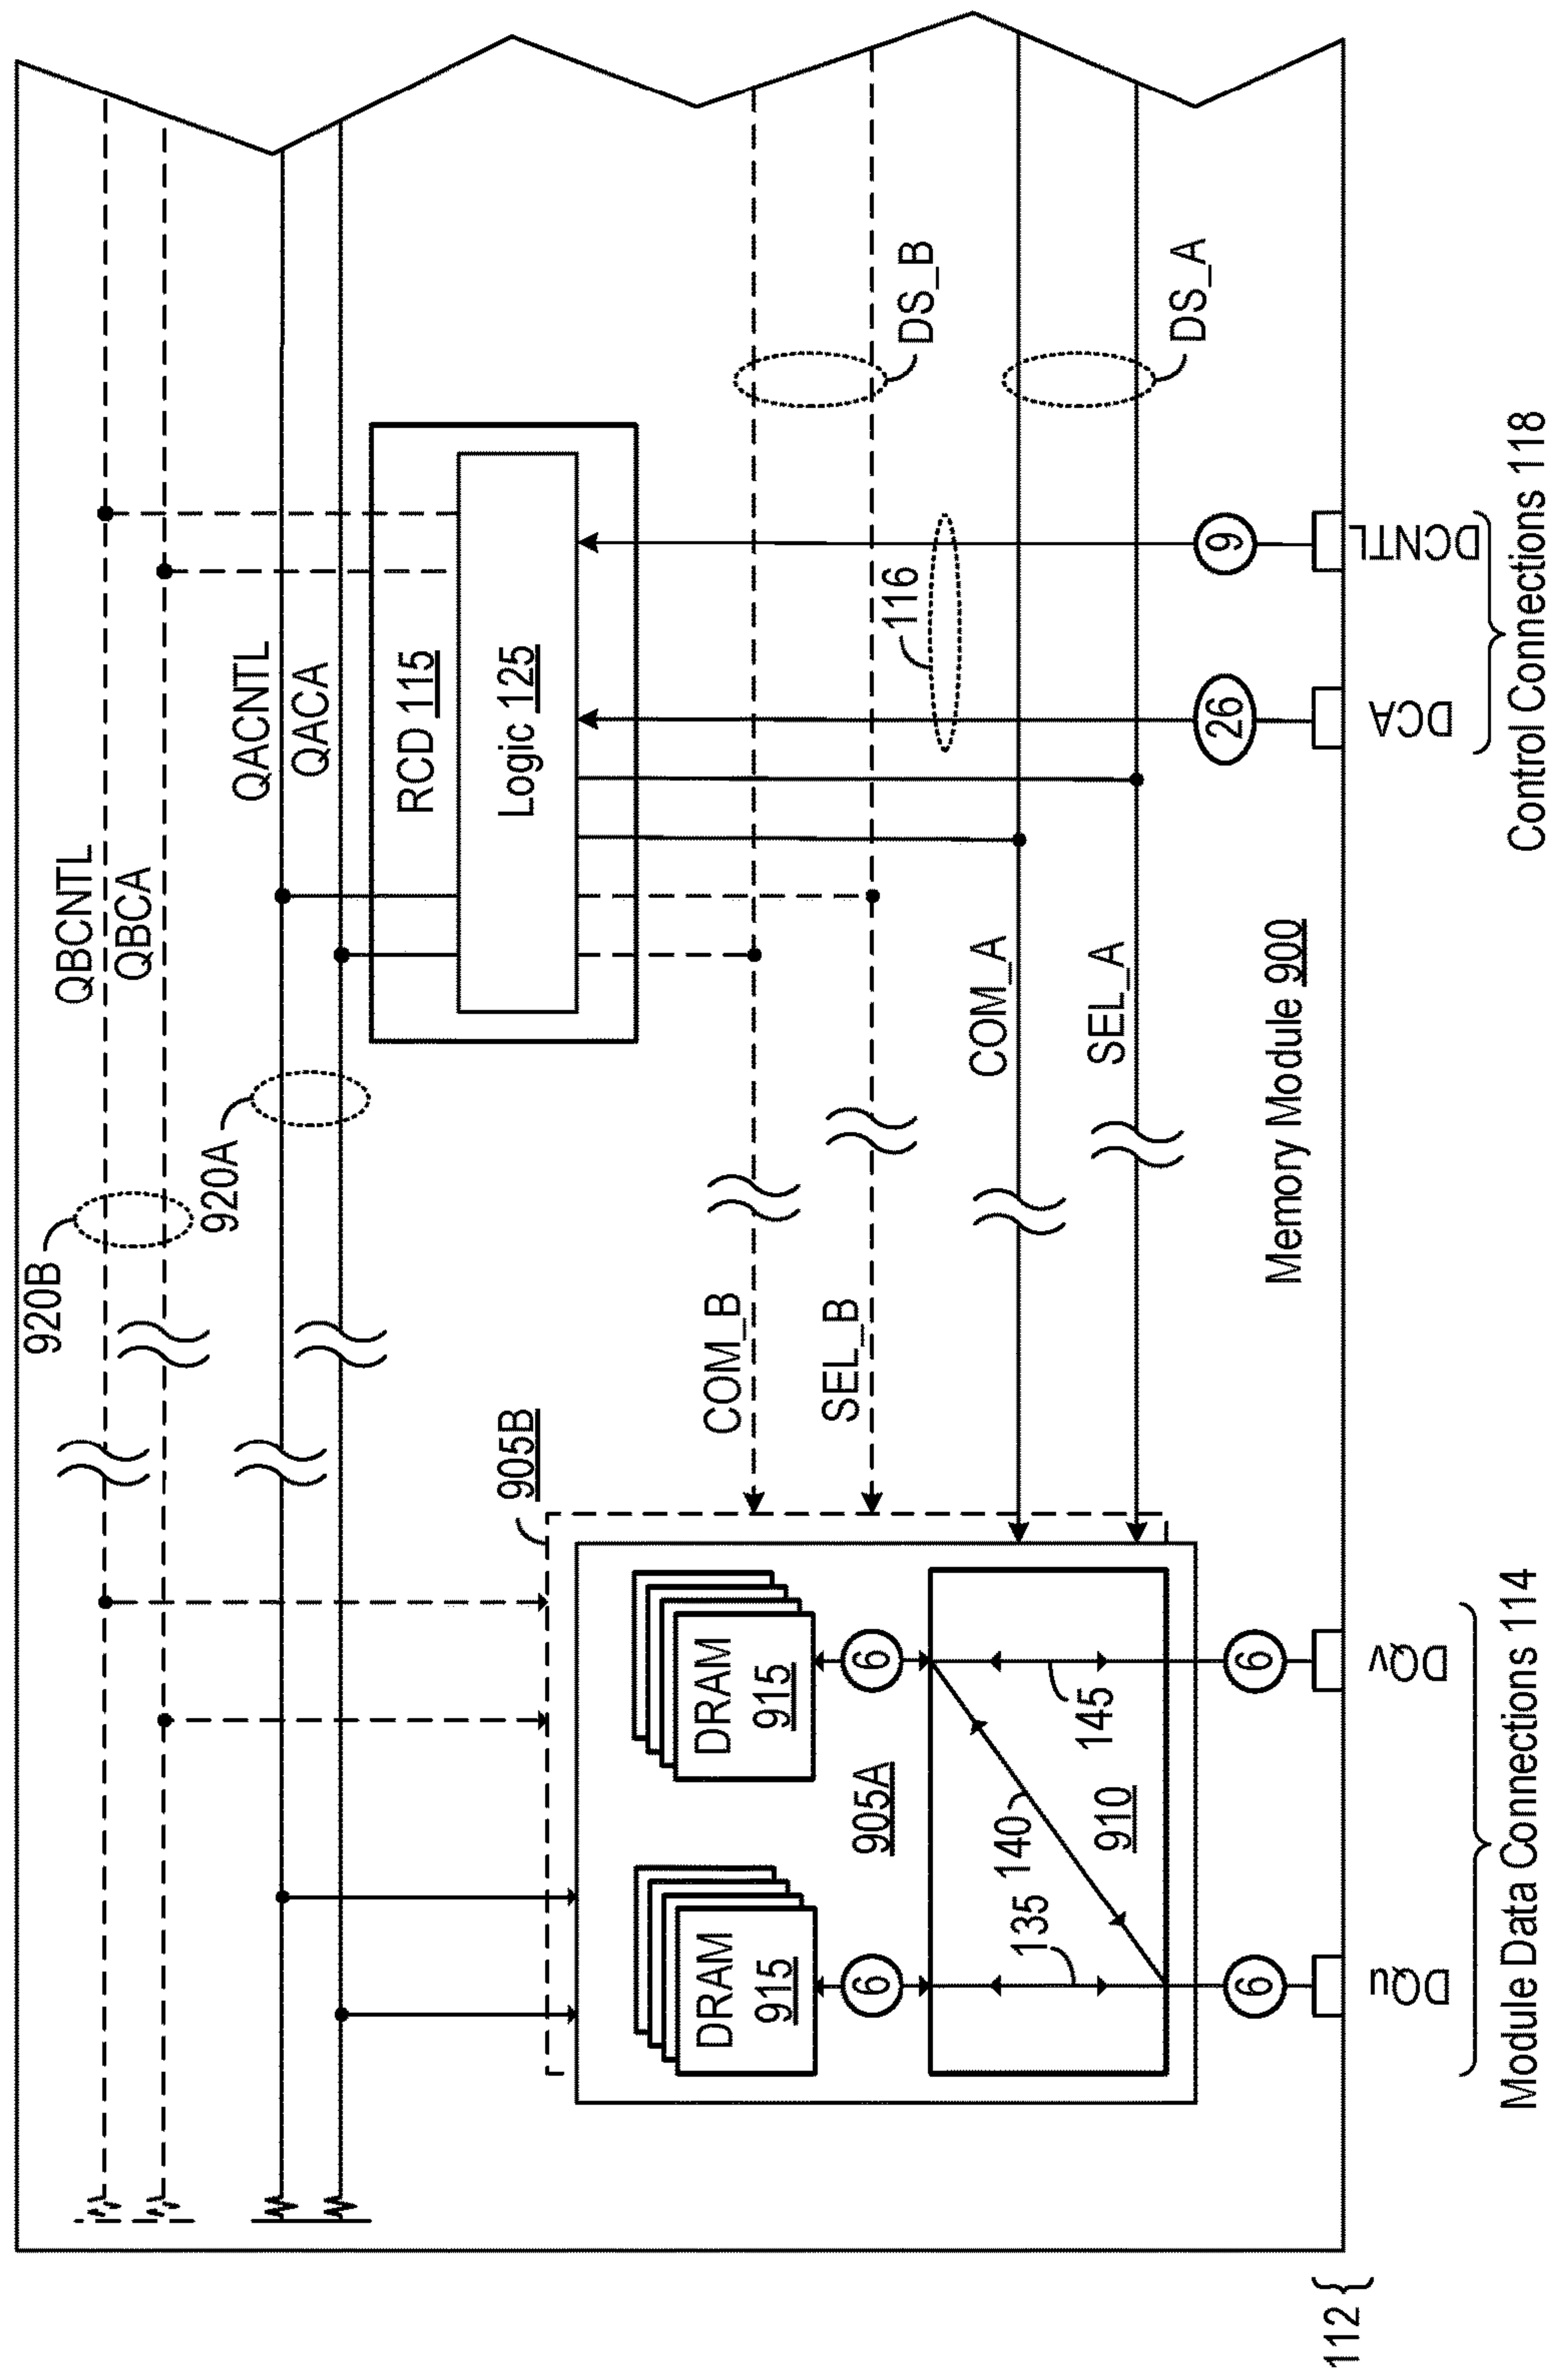 920B
QBCNTL
QBCA
920A
QACNTL
QACA
905B
RCD 115
Logic 125
DRAM
915
DRAM
915
COM_B
SEL_B
905A
6
6
116
DS_B
135
140
145
910
COM_A
SEL_A
DS_A
6
6
26
9
Memory Module 900
112
DQu
DQv
DCA
DCNTL
Module Data Connections 114
Control Connections 118